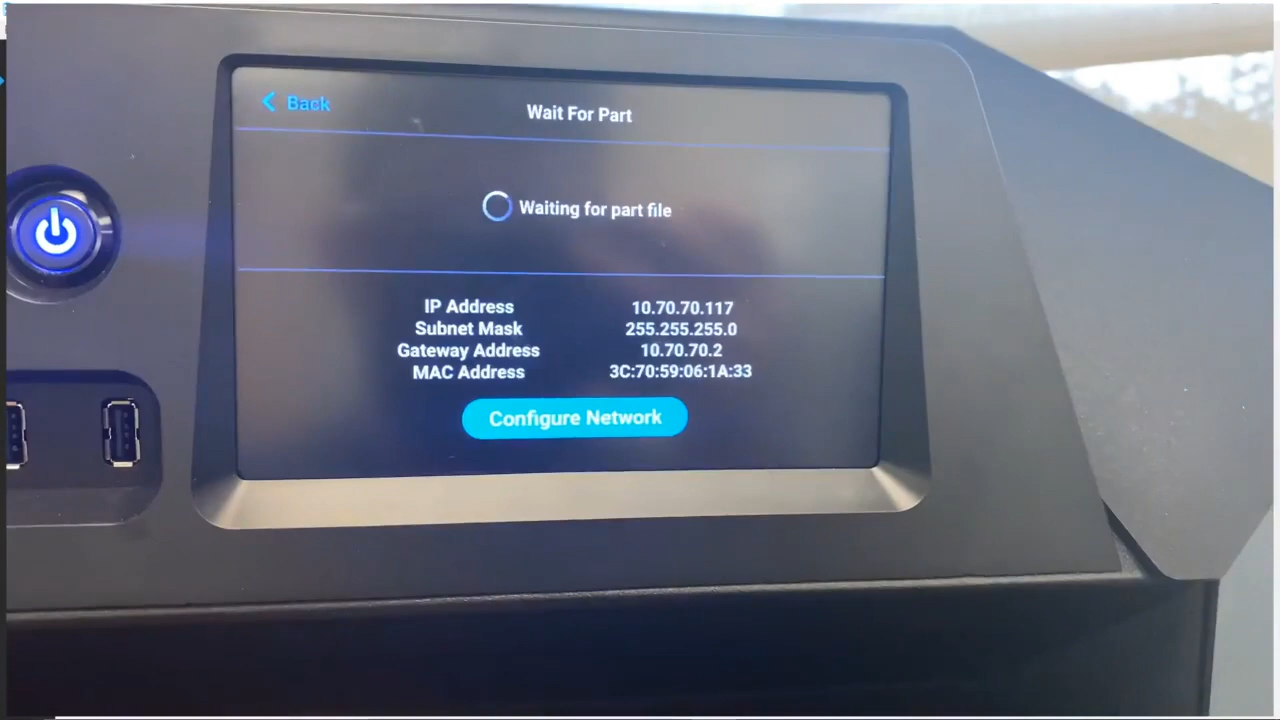 Back
Wait For Part
Waiting for part file
IP Address 10.70.70.117
Subnet Mask 255.255.255.0
Gateway Address 10.70.70.2
MAC Address 3C:70:59:06:1A:33
Configure Network